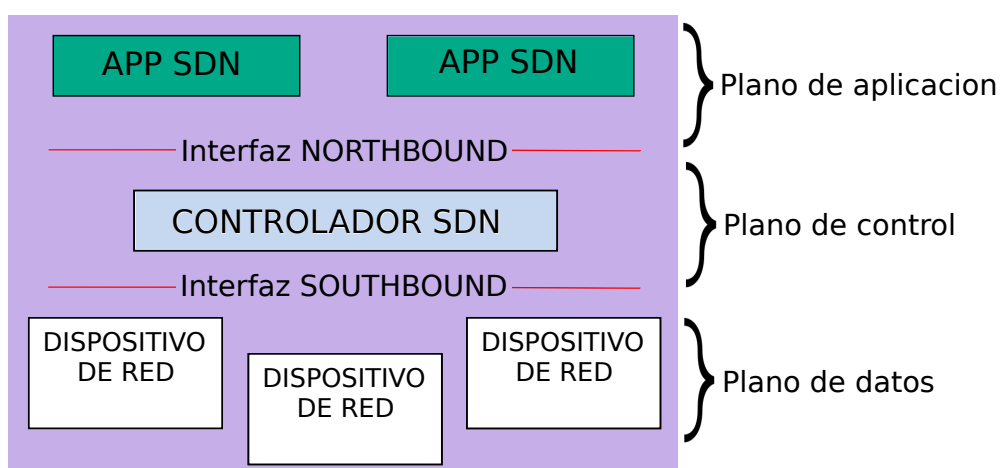 APP SDN
APP SDN
Plano de aplicacion
Interfaz NORTHBOUND
CONTROLADOR SDN
Plano de control
Interfaz SOUTHBOUND
DISPOSITIVO
DE RED
DISPOSITIVO
DE RED
DISPOSITIVO
DE RED
Plano de datos